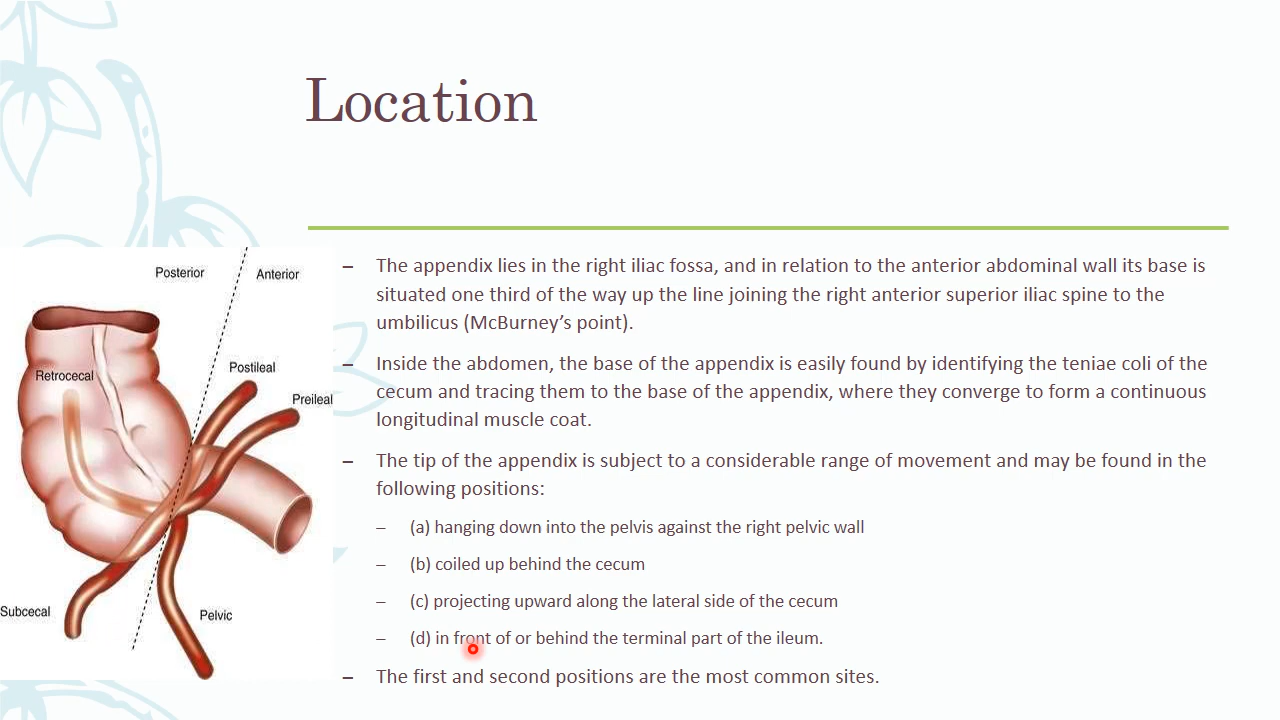 Location
Posterior
Anterior
Retrocecal
Postileal
Preileal
Subcecal
Pelvic
– The appendix lies in the right iliac fossa, and in relation to the anterior abdominal wall its base is
situated one third of the way up the line joining the right anterior superior iliac spine to the
umbilicus (McBurney’s point).
– Inside the abdomen, the base of the appendix is easily found by identifying the teniae coli of the
cecum and tracing them to the base of the appendix, where they converge to form a continuous
longitudinal muscle coat.
– The tip of the appendix is subject to a considerable range of movement and may be found in the
following positions:
– (a) hanging down into the pelvis against the right pelvic wall
– (b) coiled up behind the cecum
– (c) projecting upward along the lateral side of the cecum
– (d) in front of or behind the terminal part of the ileum.
– The first and second positions are the most common sites.